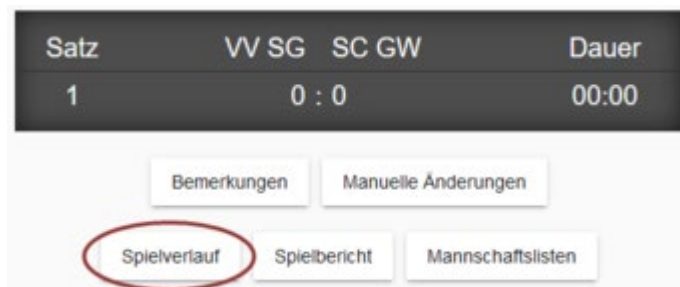 Satz VV SG SC GW Dauer
1 0 : 0 00:00
Bemerkungen Manuelle Änderungen
Spielverlauf Spielbericht Mannschaftslisten